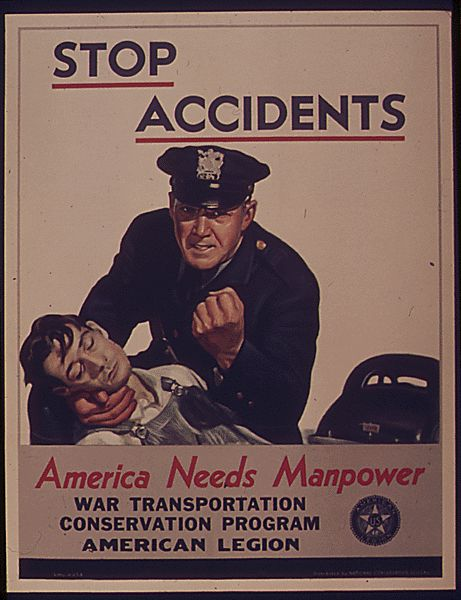 STOP
ACCIDENTS
America Needs Manpower
WAR TRANSPORTATION
CONSERVATION PROGRAM
AMERICAN LEGION